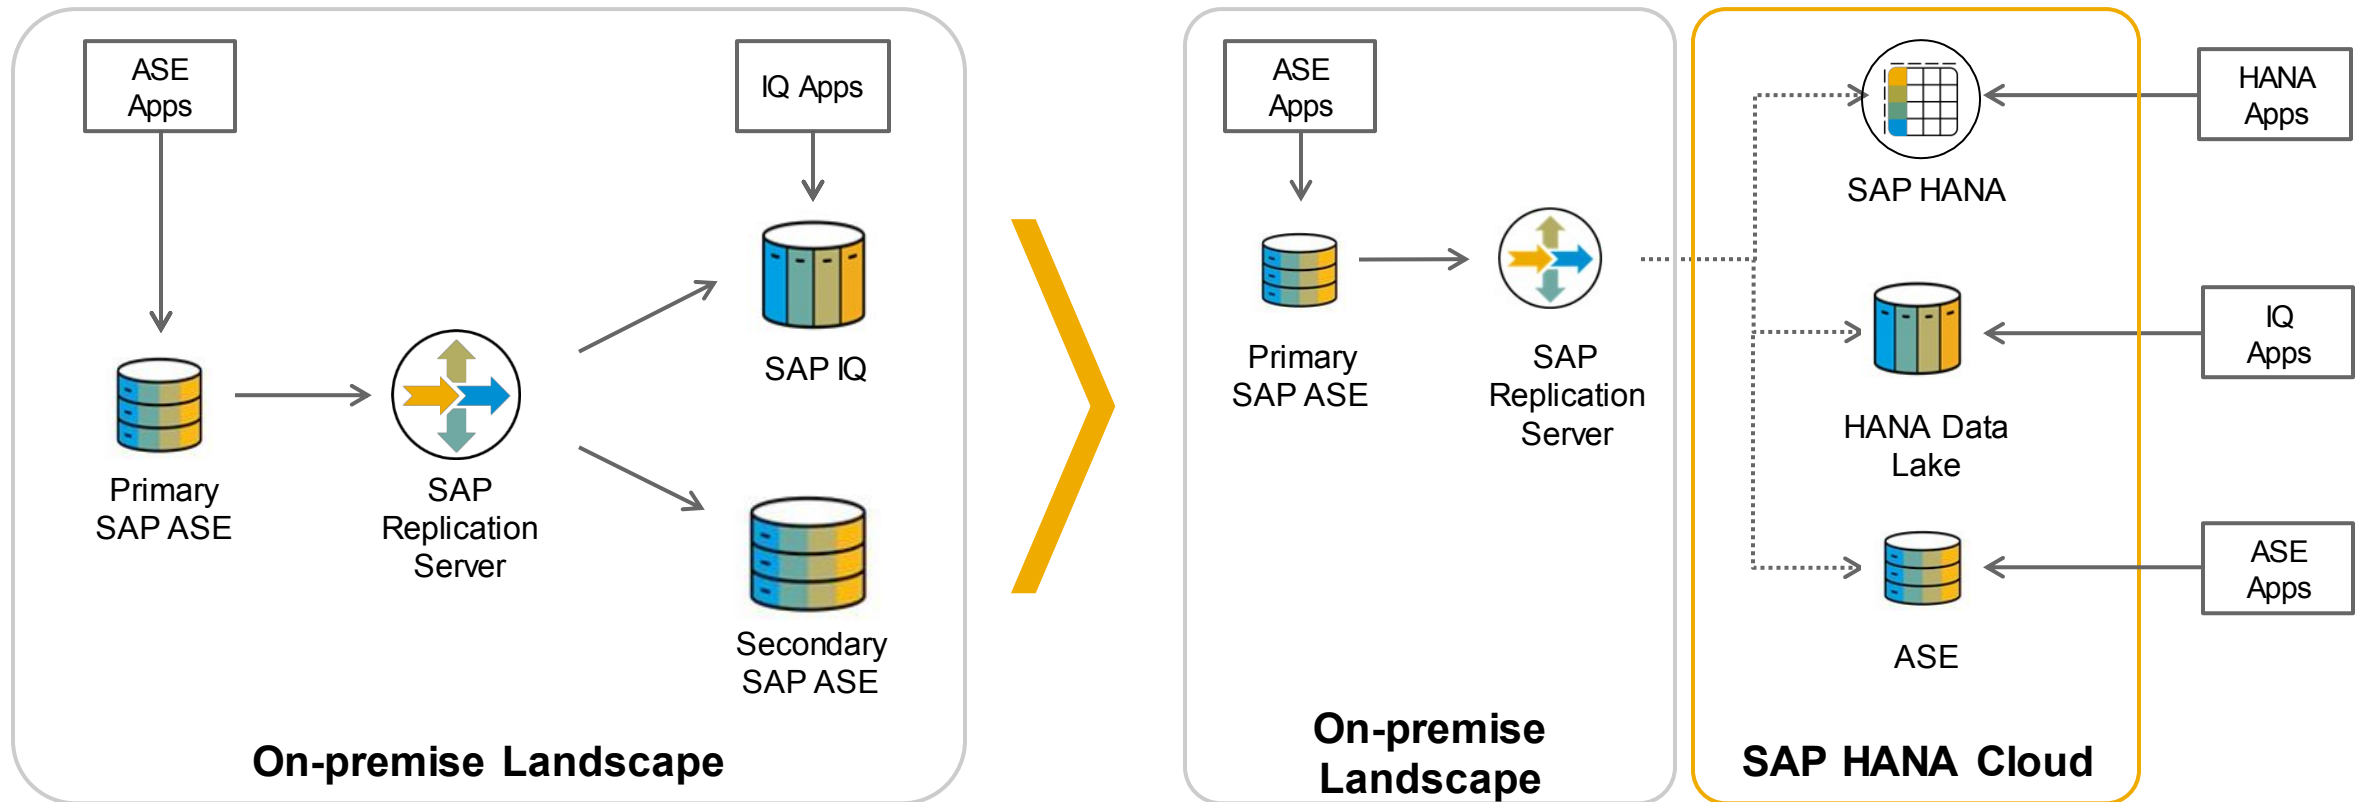 ASE
Apps
IQ Apps
SAP IQ
Primary
SAP ASE
SAP
Replication
Server
Secondary
SAP ASE
On-premise Landscape
ASE
Apps
Primary
SAP ASE
SAP
Replication
Server
On-premise
Landscape
SAP HANA
HANA Data
Lake
ASE
SAP HANA Cloud
HANA
Apps
IQ
Apps
ASE
Apps